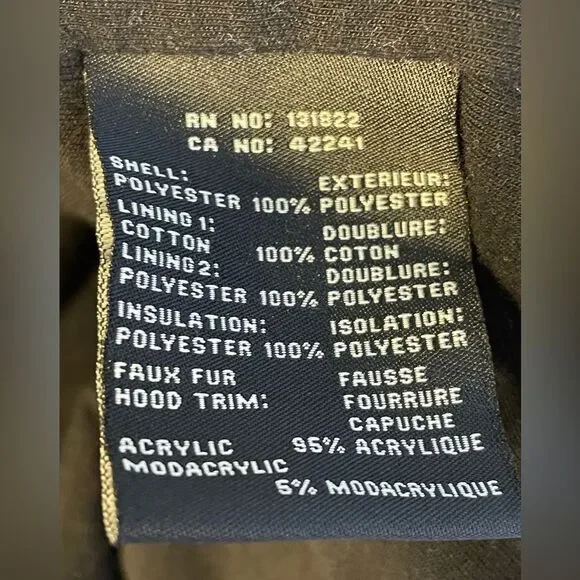 RN NO: 131822
CA NO: 42241
SHELL: EXTERIEUR:
POLYESTER 100% POLYESTER
LINING 1: DOUBLURE:
COTTON 100% COTON
LINING 2: DOUBLURE:
POLYESTER 100% POLYESTER
INSULATION: ISOLATION:
POLYESTER 100% POLYESTER
FAUX FUR FAUSSE
HOOD TRIM: FOURRURE
CAPUCHE
ACRYLIC 95% ACRYLIQUE
MODACRYLIC
5% MODACRYLIQUE